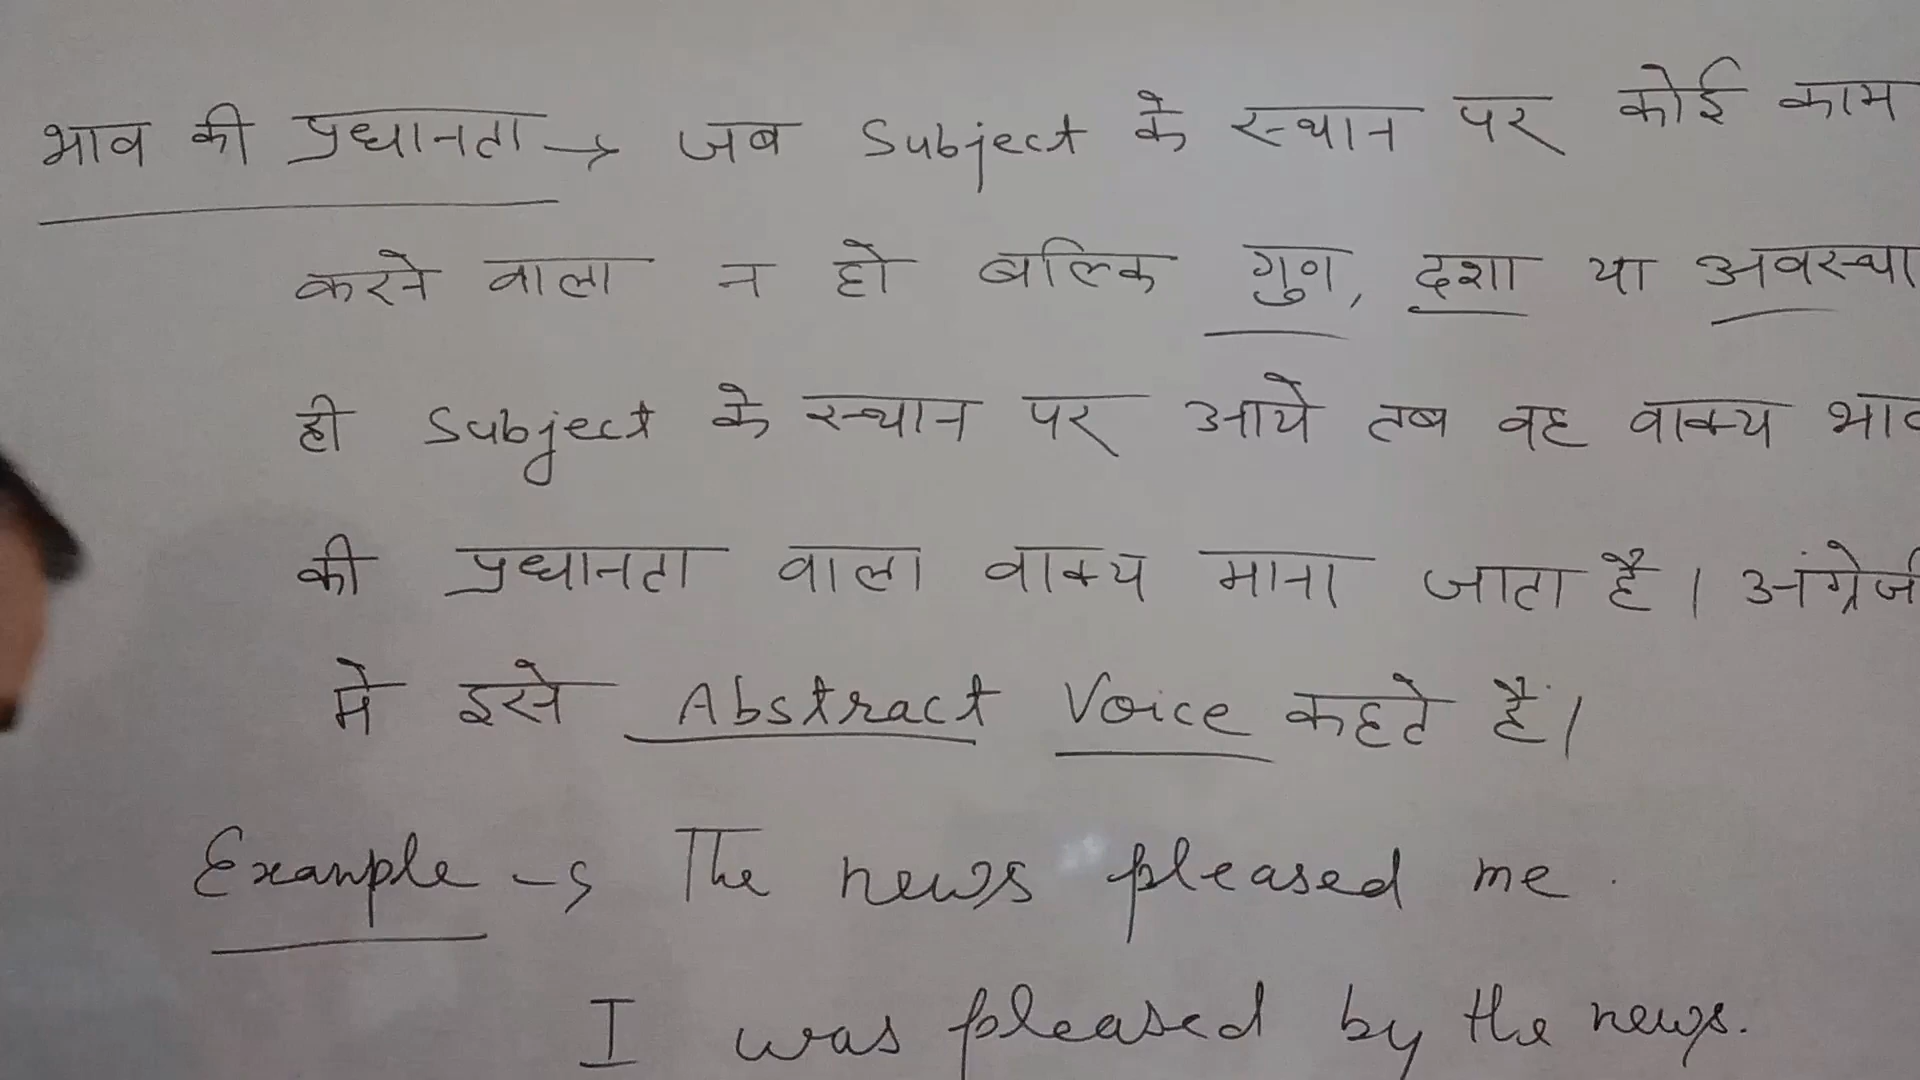 भाव की प्रधानता → जब Subject के स्थान पर कोई काम
करने वाला न हो बल्कि गुण, दशा या अवस्था
ही Subject के स्थान पर आये तब वह वाक्य भाव
की प्रधानता वाला वाक्य माना जाता है। अंग्रेजी
मे इसे Abstract Voice कहते हैं।
Example → The news pleased me.
I was pleased by the news.